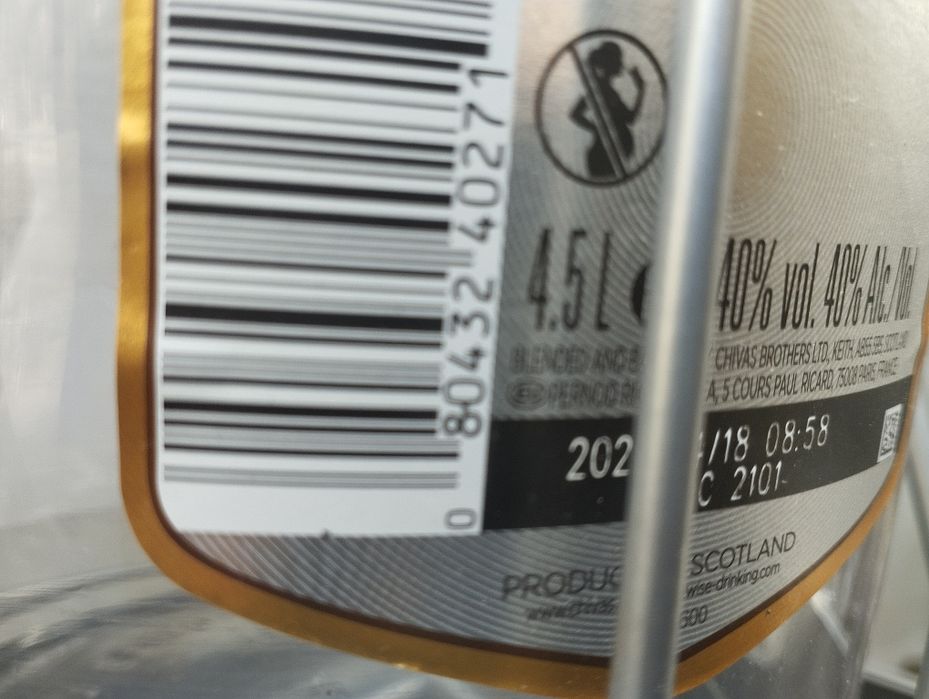 0 80432 40271
4.5 L 40% vol. 40% Alc./Vol.
BLENDED AND CHIVAS BROTHERS LTD, KEITH, AB55 5BS, SCOTLAND
PERNOD RI A, 5 COURS PAUL RICARD, 75008 PARIS, FRANCE
202 /18 08:58
C 2101
PRODUC SCOTLAND
wise-drinking.com